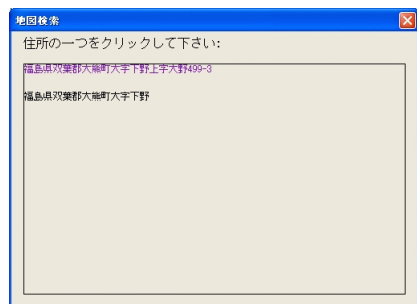 地図検索
住所の一つをクリックして下さい:
福島県双葉郡大熊町大字下野上字大野499-3
福島県双葉郡大熊町大字下野